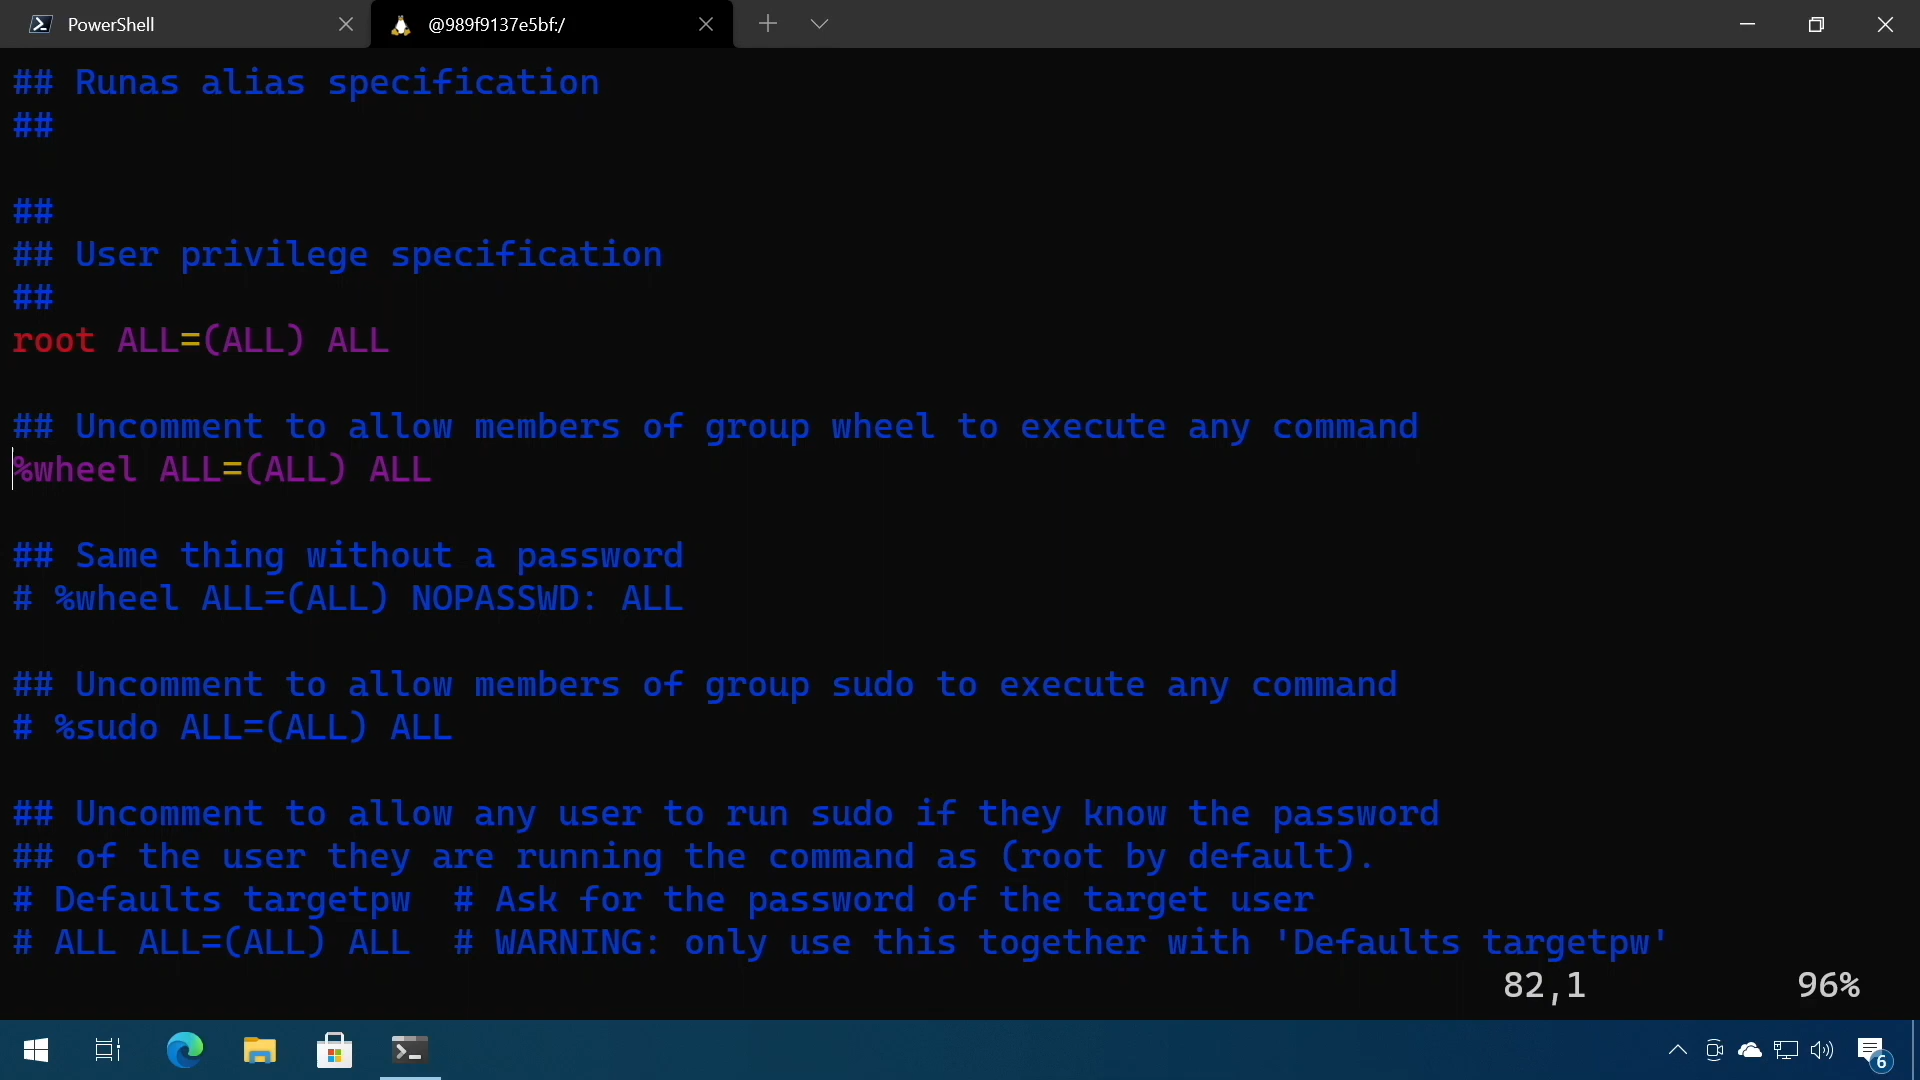 PowerShell
@989f9137e5bf:/
## Runas alias specification
##
##
## User privilege specification
##
root ALL=(ALL) ALL
## Uncomment to allow members of group wheel to execute any command
%wheel ALL=(ALL) ALL
## Same thing without a password
# %wheel ALL=(ALL) NOPASSWD: ALL
## Uncomment to allow members of group sudo to execute any command
# %sudo ALL=(ALL) ALL
## Uncomment to allow any user to run sudo if they know the password
## of the user they are running the command as (root by default).
# Defaults targetpw  # Ask for the password of the target user
# ALL ALL=(ALL) ALL  # WARNING: only use this together with 'Defaults targetpw'
82,1 96%
6